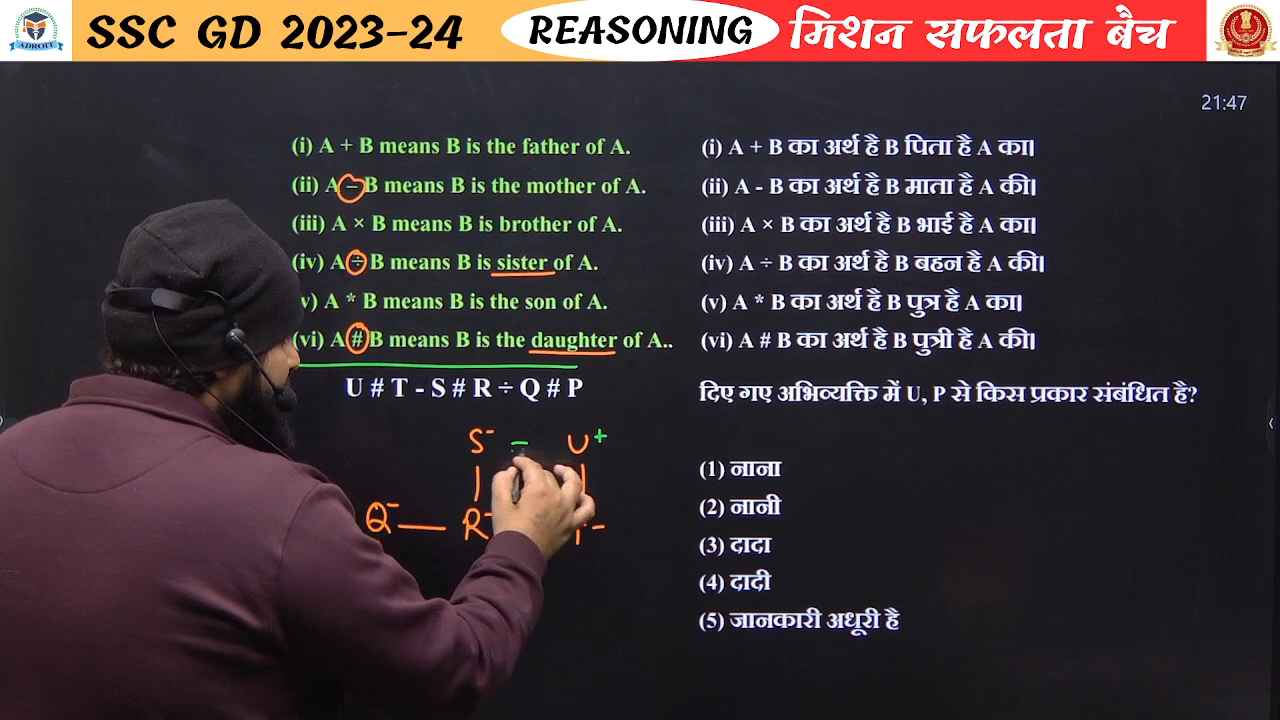 SSC GD 2023-24
REASONING
मिशन सफलता बैच
ADROIT
21:47
(i) A + B means B is the father of A.
(ii) A - B means B is the mother of A.
(iii) A × B means B is brother of A.
(iv) A ÷ B means B is sister of A.
v) A * B means B is the son of A.
(vi) A # B means B is the daughter of A..
U # T - S # R ÷ Q # P
(i) A + B का अर्थ है B पिता है A का।
(ii) A - B का अर्थ है B माता है A की।
(iii) A × B का अर्थ है B भाई है A का।
(iv) A ÷ B का अर्थ है B बहन है A की।
(v) A * B का अर्थ है B पुत्र है A का।
(vi) A # B का अर्थ है B पुत्री है A की।
दिए गए अभिव्यक्ति में U, P से किस प्रकार संबंधित है?
(1) नाना
(2) नानी
(3) दादा
(4) दादी
(5) जानकारी अधूरी है
S- = U+
Q- — R-